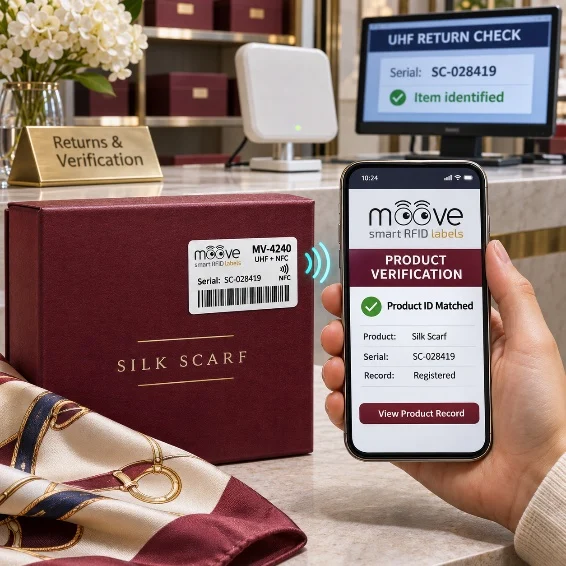 UHF RETURN CHECK
Serial: SC-028419
Item identified
Returns &
Verification
moove
smart RFID labels
MV-4240
UHF + NFC
NFC
Serial: SC-028419
SILK SCARF
10:24
moove
smart RFID labels
PRODUCT
VERIFICATION
Product ID Matched
Product: Silk Scarf
Serial: SC-028419
Record: Registered
View Product Record